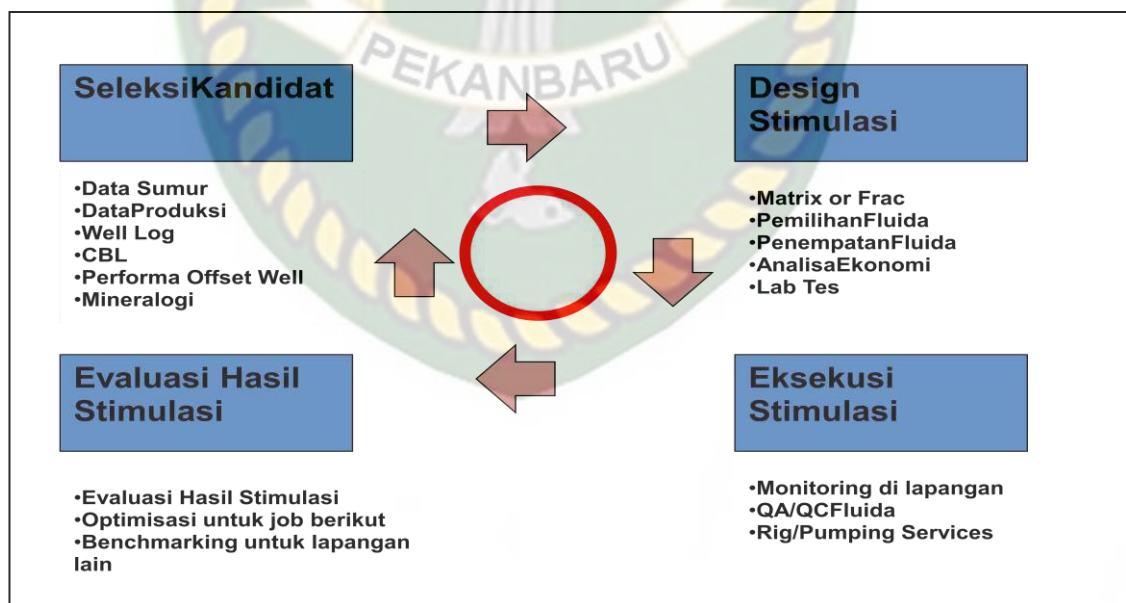 PEKANBARU
SeleksiKandidat
•Data Sumur
•DataProduksi
•Well Log
•CBL
•Performa Offset Well
•Mineralogi
Design
Stimulasi
•Matrix or Frac
•PemilihanFluida
•PenempatanFluida
•AnalisaEkonomi
•Lab Tes
Evaluasi Hasil
Stimulasi
•Evaluasi Hasil Stimulasi
•Optimisasi untuk job berikut
•Benchmarking untuk lapangan
lain
Eksekusi
Stimulasi
•Monitoring di lapangan
•QA/QCFluida
•Rig/Pumping Services